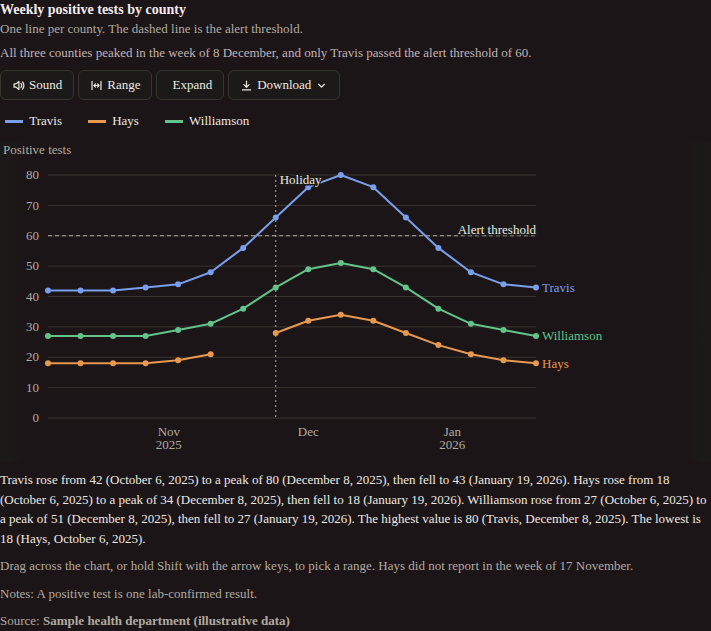 Weekly positive tests by county
One line per county. The dashed line is the alert threshold.
All three counties peaked in the week of 8 December, and only Travis passed the alert threshold of 60.
Sound Range Expand Download
Travis Hays Williamson
Positive tests
80
Holiday
70
60
Alert threshold
50
Travis
40
30
Williamson
20
Hays
10
0
Nov Dec Jan
2025 2026
Travis rose from 42 (October 6, 2025) to a peak of 80 (December 8, 2025), then fell to 43 (January 19, 2026). Hays rose from 18
(October 6, 2025) to a peak of 34 (December 8, 2025), then fell to 18 (January 19, 2026). Williamson rose from 27 (October 6, 2025) to
a peak of 51 (December 8, 2025), then fell to 27 (January 19, 2026). The highest value is 80 (Travis, December 8, 2025). The lowest is
18 (Hays, October 6, 2025).
Drag across the chart, or hold Shift with the arrow keys, to pick a range. Hays did not report in the week of 17 November.
Notes: A positive test is one lab-confirmed result.
Source: Sample health department (illustrative data)